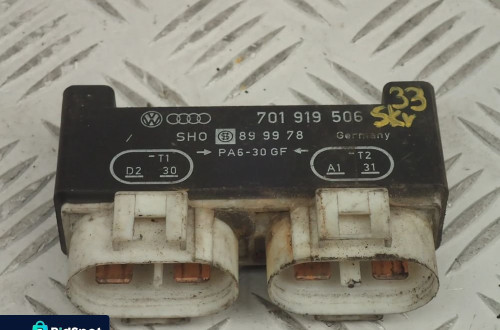 701 919 506
33
SKV
SHO 89 99 78
Germany
PA6-30 GF
T1
D2 30
T2
A1 31
BidSpot